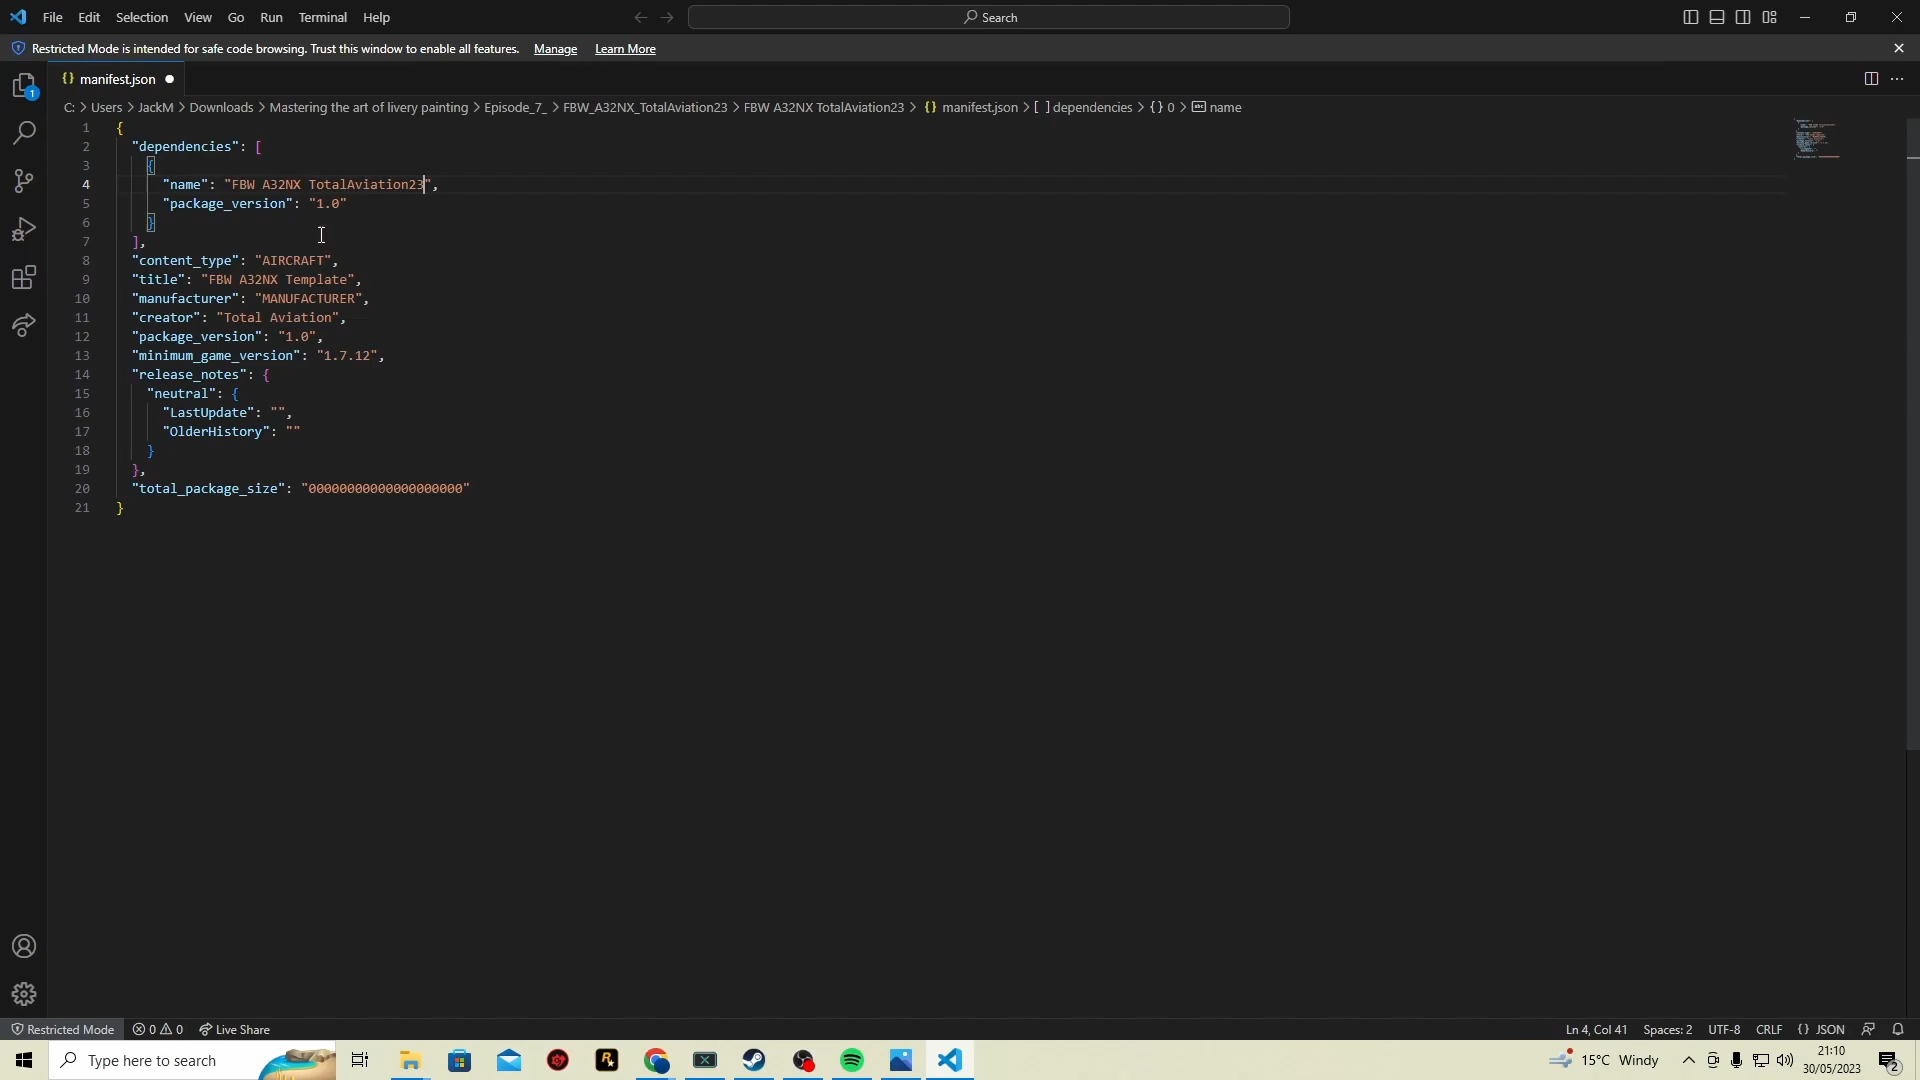 File Edit Selection View Go Run Terminal Help Search
Restricted Mode is intended for safe code browsing. Trust this window to enable all features. Manage Learn More
1 {} manifest.json
C: > Users > JackM > Downloads > Mastering the art of livery painting > Episode_7_ > FBW_A32NX_TotalAviation23 > FBW A32NX TotalAviation23 > {} manifest.json > [ ] dependencies > {} 0 > abc name
1 {
2 "dependencies": [
3 {
4 "name": "FBW A32NX TotalAviation23",
5 "package_version": "1.0"
6 }
7 ],
8 "content_type": "AIRCRAFT",
9 "title": "FBW A32NX Template",
10 "manufacturer": "MANUFACTURER",
11 "creator": "Total Aviation",
12 "package_version": "1.0",
13 "minimum_game_version": "1.7.12",
14 "release_notes": {
15 "neutral": {
16 "LastUpdate": "",
17 "OlderHistory": ""
18 }
19 },
20 "total_package_size": "00000000000000000000"
21 }
Restricted Mode 0 0 Live Share Ln 4, Col 41 Spaces: 2 UTF-8 CRLF {} JSON
Type here to search 15°C Windy 21:10
30/05/2023 2